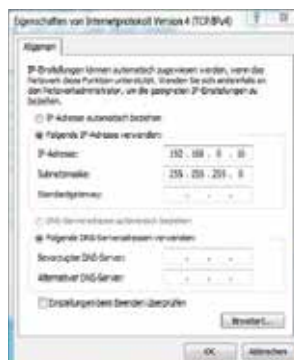 Eigenschaften von Internetprotokoll Version 4 (TCP/IPv4)
Allgemein
IP-Einstellungen können automatisch zugewiesen werden, wenn das
Netzwerk diese Funktion unterstützt. Wenden Sie sich andernfalls an
den Netzwerkadministrator, um die geeigneten IP-Einstellungen zu
beziehen.
IP-Adresse automatisch beziehen
Folgende IP-Adresse verwenden:
IP-Adresse:
192 . 168 . 0 . 10
Subnetzmaske:
255 . 255 . 255 . 0
Standardgateway:
DNS-Serveradresse automatisch beziehen
Folgende DNS-Serveradressen verwenden:
Bevorzugter DNS-Server:
Alternativer DNS-Server:
Einstellungen beim Beenden überprüfen
Erweitert...
OK
Abbrechen